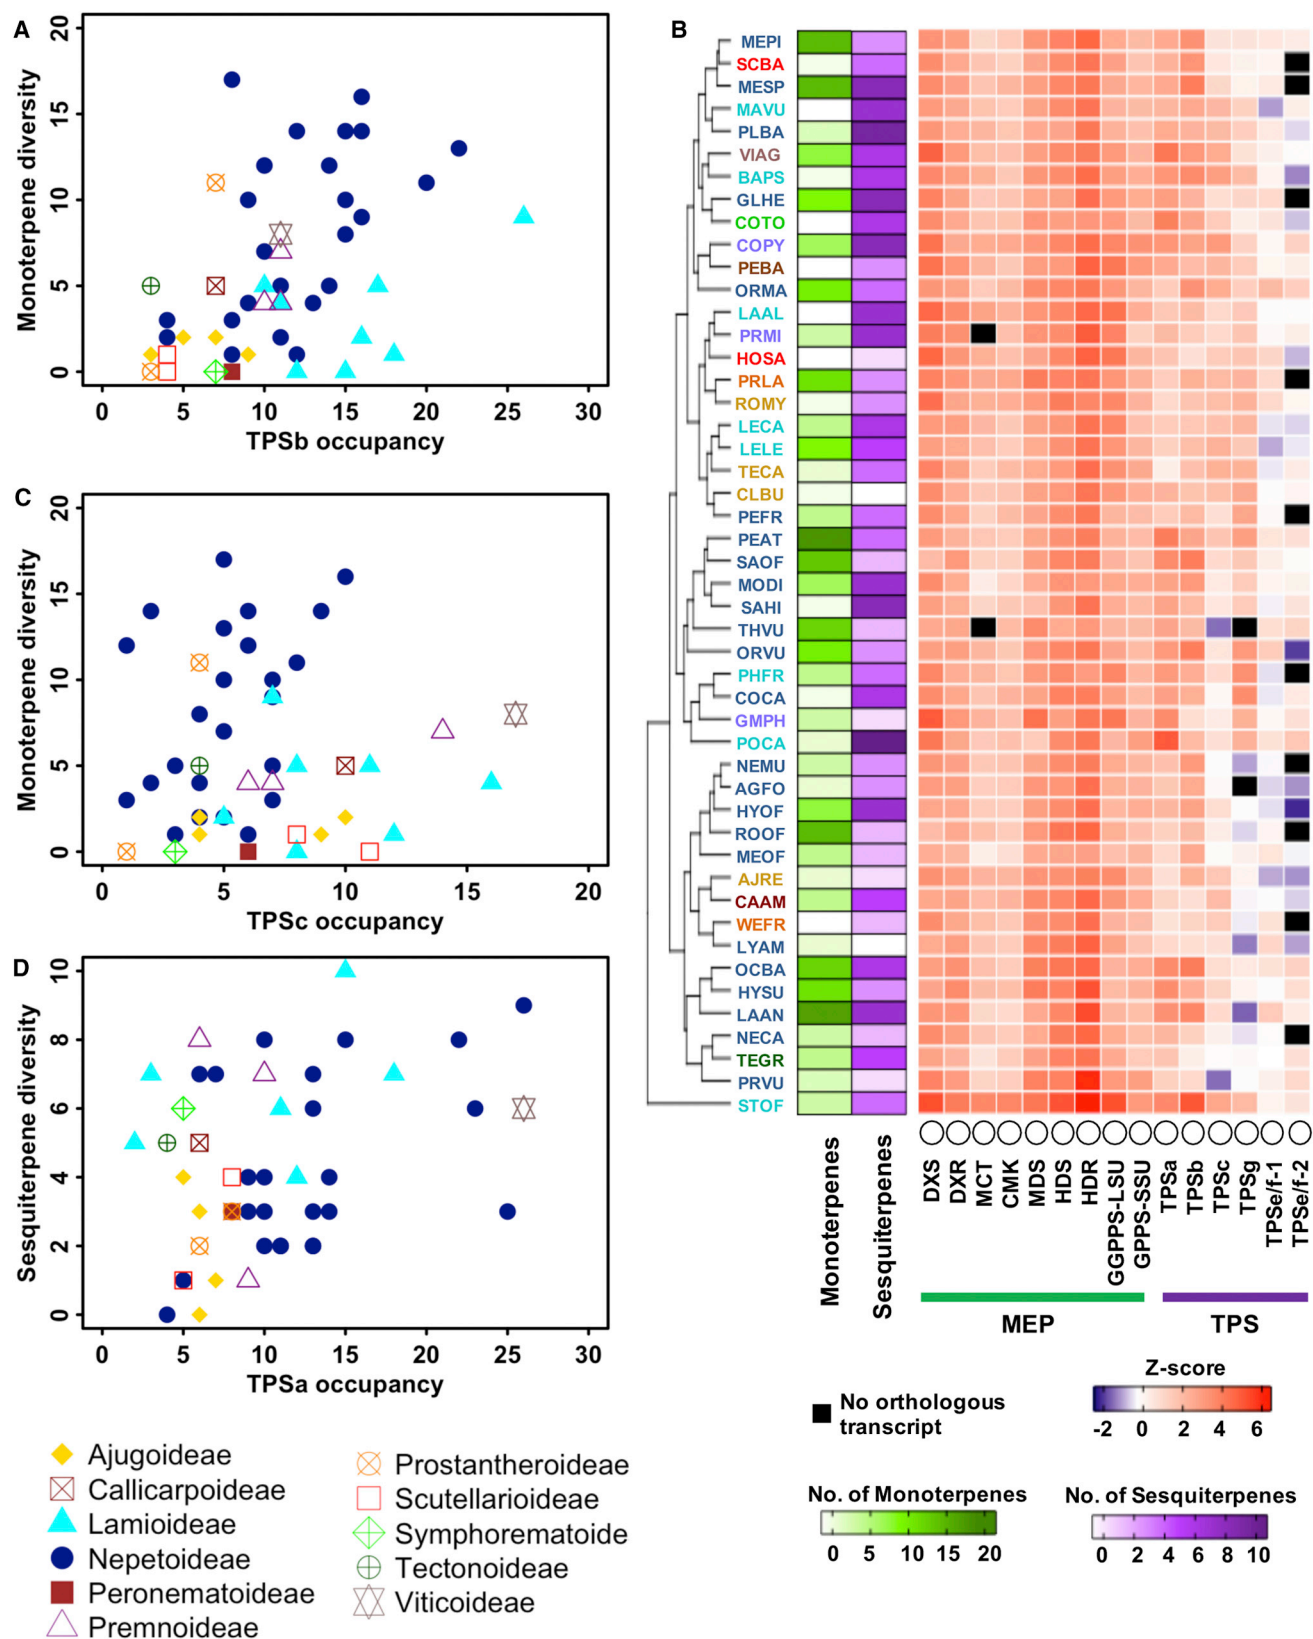 A
Monoterpene diversity
20
15
10
5
0
0 5 10 15 20 25 30
TPSb occupancy
C
Monoterpene diversity
20
15
10
5
0
0 5 10 15 20
TPSc occupancy
D
Sesquiterpene diversity
10
8
6
4
2
0
0 5 10 15 20 25 30
TPSa occupancy
Ajugoideae
Callicarpoideae
Lamioideae
Nepetoideae
Peronematoideae
Premnoideae
Prostantheroideae
Scutellarioideae
Symphorematoide
Tectonoideae
Viticoideae
B
MEPI
SCBA
MESP
MAVU
PLBA
VIAG
BAPS
GLHE
COTO
COPY
PEBA
ORMA
LAAL
PRMI
HOSA
PRLA
ROMY
LECA
LELE
TECA
CLBU
PEFR
PEAT
SAOF
MODI
SAHI
THVU
ORVU
PHFR
COCA
GMPH
POCA
NEMU
AGFO
HYOF
ROOF
MEOF
AJRE
CAAM
WEFR
LYAM
OCBA
HYSU
LAAN
NECA
TEGR
PRVU
STOF
Monoterpenes
Sesquiterpenes
DXS
DXR
MCT
CMK
MDS
HDS
HDR
GGPPS-LSU
GPPS-SSU
TPSa
TPSb
TPSc
TPSg
TPSe/f-1
TPSe/f-2
MEP
TPS
No orthologous
transcript
Z-score
-2 0 2 4 6
No. of Monoterpenes
0 5 10 15 20
No. of Sesquiterpenes
0 2 4 6 8 10